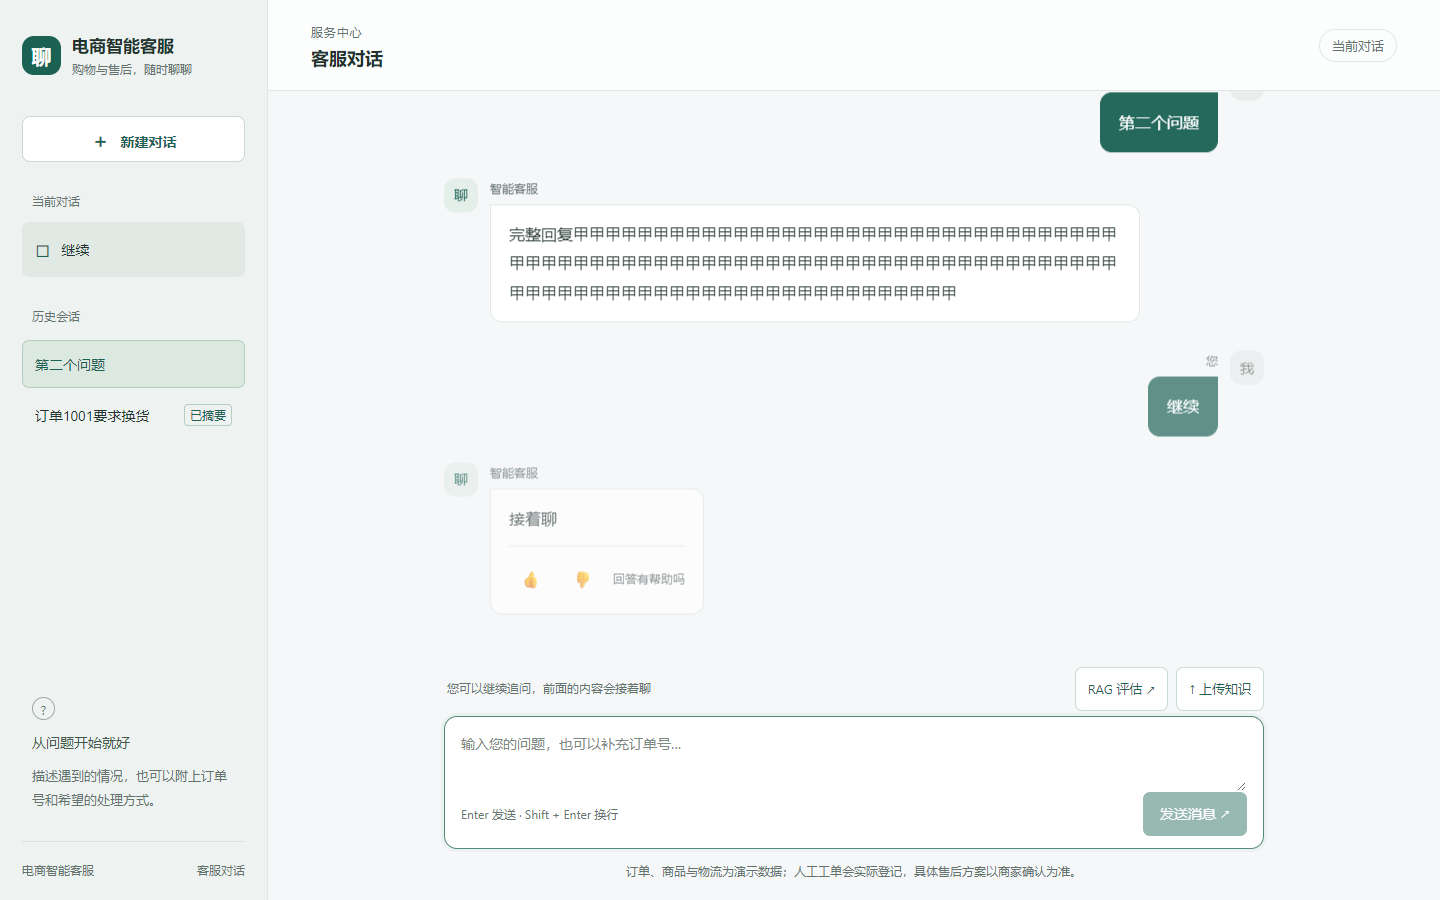 聊
电商智能客服
购物与售后，随时聊聊
+ 新建对话
当前对话
继续
历史会话
第二个问题
订单1001要求换货 已摘要
?
从问题开始就好
描述遇到的情况，也可以附上订单
号和希望的处理方式。
电商智能客服 客服对话
服务中心
客服对话
当前对话
第二个问题
聊 智能客服
完整回复甲甲甲甲甲甲甲甲甲甲甲甲甲甲甲甲甲甲甲甲甲甲甲甲甲甲甲甲甲甲甲甲甲甲
甲甲甲甲甲甲甲甲甲甲甲甲甲甲甲甲甲甲甲甲甲甲甲甲甲甲甲甲甲甲甲甲甲甲甲甲甲甲
甲甲甲甲甲甲甲甲甲甲甲甲甲甲甲甲甲甲甲甲甲甲甲甲甲甲甲甲
您 我
继续
聊 智能客服
接着聊
👍 👎 回答有帮助吗
您可以继续追问，前面的内容会接着聊
RAG 评估 ↗ ↑ 上传知识
输入您的问题，也可以补充订单号...
Enter 发送 · Shift + Enter 换行
发送消息 ↗
订单、商品与物流为演示数据；人工工单会实际登记，具体售后方案以商家确认为准。